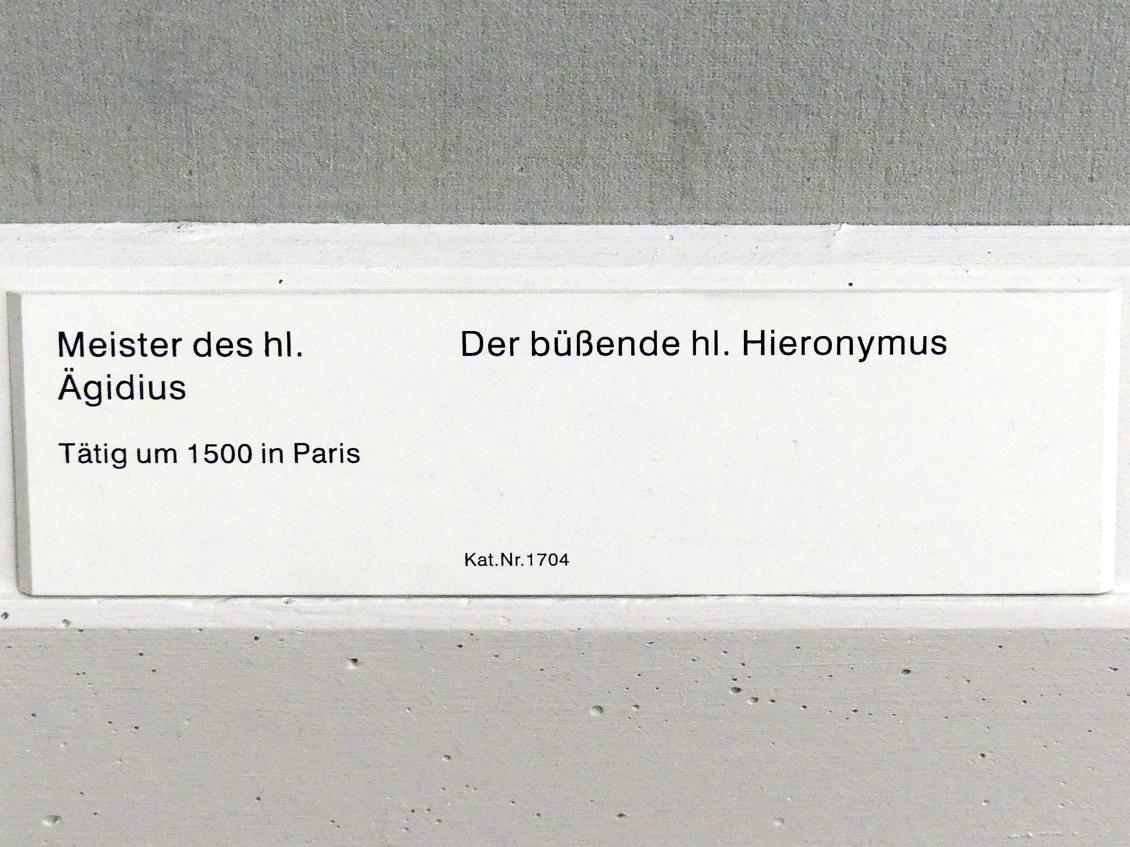 Meister des hl.
Ägidius
Tätig um 1500 in Paris
Der büßende hl. Hieronymus
Kat.Nr.1704